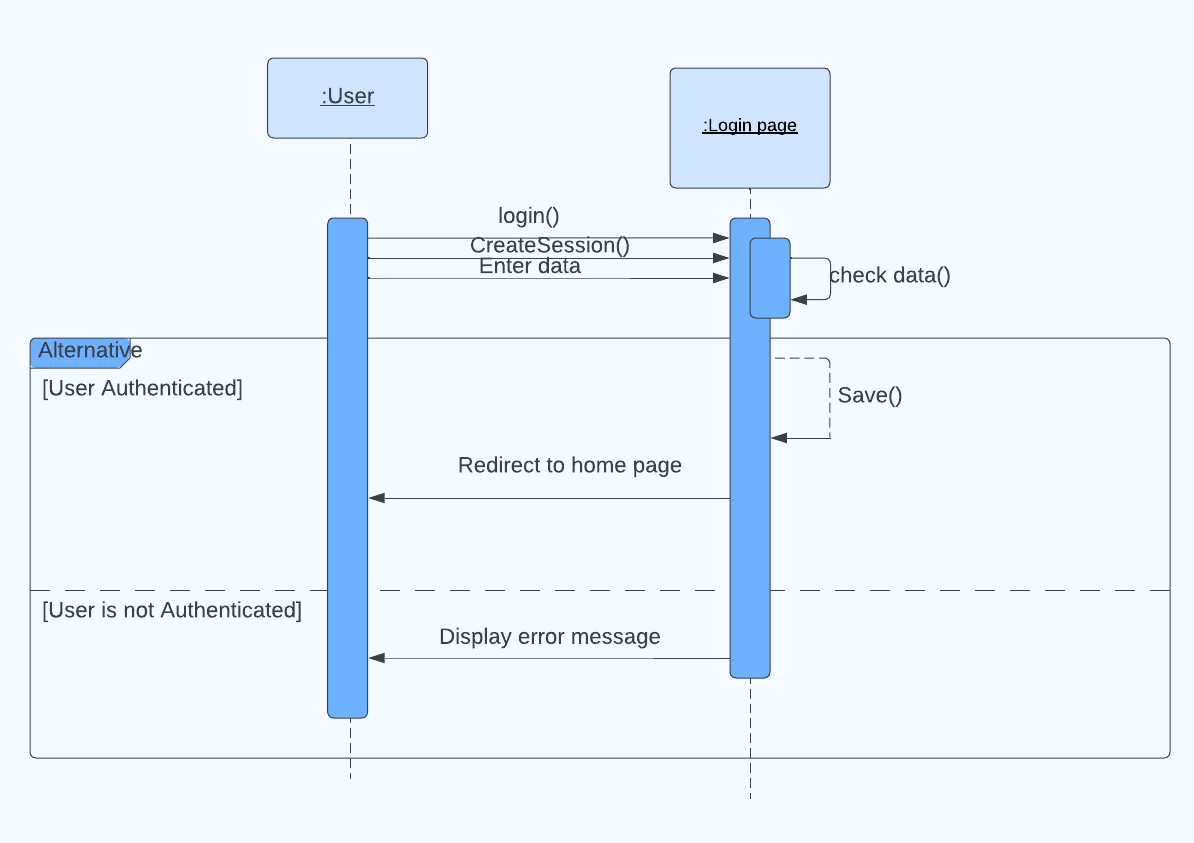 :User
:Login page
login()
CreateSession()
Enter data
check data()
Alternative
[User Authenticated]
Save()
Redirect to home page
[User is not Authenticated]
Display error message